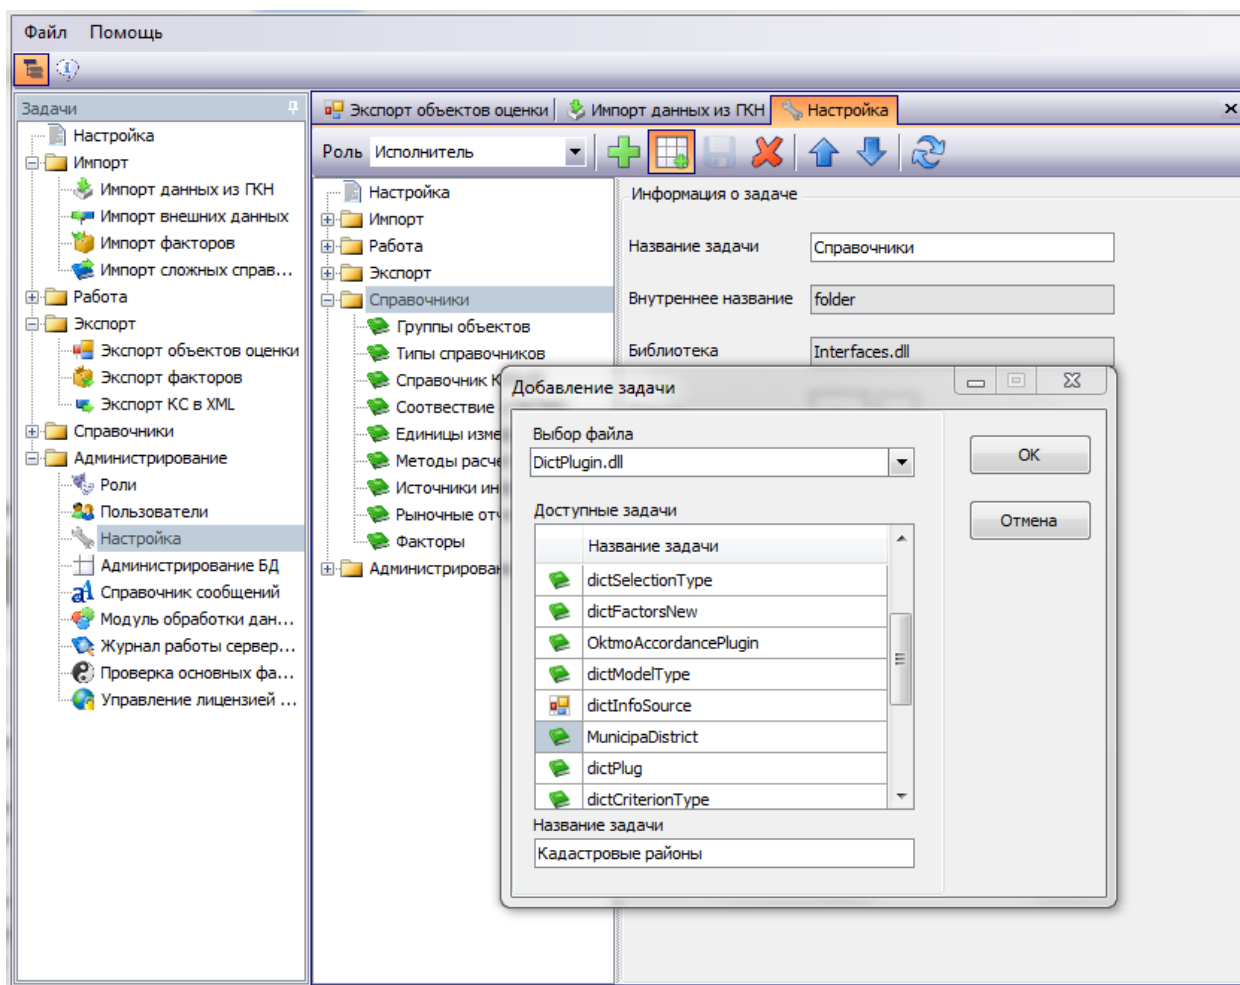 Файл Помощь
Задачи
Настройка
Импорт
Импорт данных из ГКН
Импорт внешних данных
Импорт факторов
Импорт сложных справ...
Работа
Экспорт
Экспорт объектов оценки
Экспорт факторов
Экспорт КС в XML
Справочники
Администрирование
Роли
Пользователи
Настройка
Администрирование БД
Справочник сообщений
Модуль обработки дан...
Журнал работы сервер...
Проверка основных фа...
Управление лицензией ...
Экспорт объектов оценки Импорт данных из ГКН Настройка
Роль Исполнитель
Настройка
Импорт
Работа
Экспорт
Справочники
Группы объектов
Типы справочников
Справочник К
Соотвествие
Единицы изме
Методы расче
Источники ин
Рыночные отч
Факторы
Администрирован
Информация о задаче
Название задачи Справочники
Внутреннее название folder
Библиотека Interfaces.dll
Добавление задачи
Выбор файла
DictPlugin.dll
Доступные задачи
Название задачи
dictSelectionType
dictFactorsNew
OktmoAccordancePlugin
dictModelType
dictInfoSource
MunicipaDistrict
dictPlug
dictCriterionType
Название задачи
Кадастровые районы
OK
Отмена